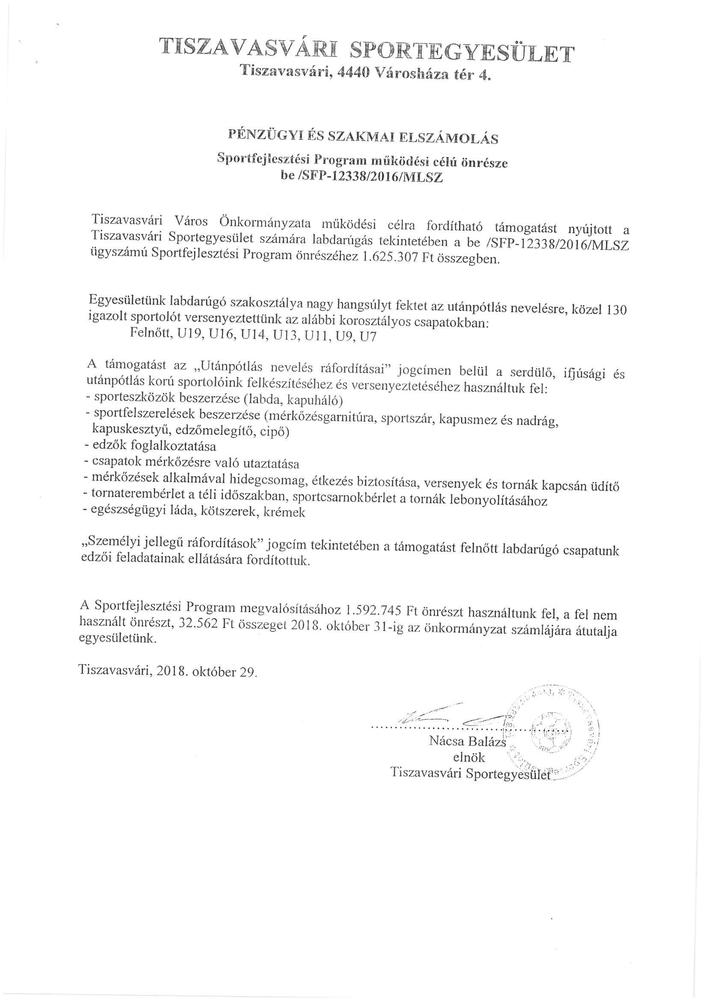 TISZAVASVÁRI SPORTEGYESÜLET
Tiszavasvári, 4440 Városháza tér 4.
PÉNZÜGYI ÉS SZAKMAI ELSZÁMOLÁS
Sportfejlesztési Program működési célú önrésze
be /SFP-12338/2016/MLSZ
Tiszavasvári Város Önkormányzata működési célra fordítható támogatást nyújtott a
Tiszavasvári Sportegyesület számára labdarúgás tekintetében a be /SFP-12338/2016/MLSZ
ügyszámú Sportfejlesztési Program önrészéhez 1.625.307 Ft összegben.
Egyesületünk labdarúgó szakosztálya nagy hangsúlyt fektet az utánpótlás nevelésre, közel 130
igazolt sportolót versenyeztettünk az alábbi korosztályos csapatokban:
Felnőtt, U19, U16, U14, U13, U11, U9, U7
A támogatást az „Utánpótlás nevelés ráfordításai” jogcímen belül a serdülő, ifjúsági és
utánpótlás korú sportolóink felkészítéséhez és versenyeztetéséhez használtuk fel:
- sporteszközök beszerzése (labda, kapuháló)
- sportfelszerelések beszerzése (mérkőzésgarnitúra, sportszár, kapusmez és nadrág,
kapuskesztyű, edzőmelegítő, cipő)
- edzők foglalkoztatása
- csapatok mérkőzésre való utaztatása
- mérkőzések alkalmával hidegcsomag, étkezés biztosítása, versenyek és tornák kapcsán üdítő
- tornaterembérlet a téli időszakban, sportcsarnokbérlet a tornák lebonyolításához
- egészségügyi láda, kötszerek, krémek
„Személyi jellegű ráfordítások” jogcím tekintetében a támogatást felnőtt labdarúgó csapatunk
edzői feladatainak ellátására fordítottuk.
A Sportfejlesztési Program megvalósításához 1.592.745 Ft önrészt használtunk fel, a fel nem
használt önrészt, 32.562 Ft összeget 2018. október 31-ig az önkormányzat számlájára átutalja
egyesületünk.
Tiszavasvári, 2018. október 29.
Nácsa Balázs
elnök
Tiszavasvári Sportegyesület